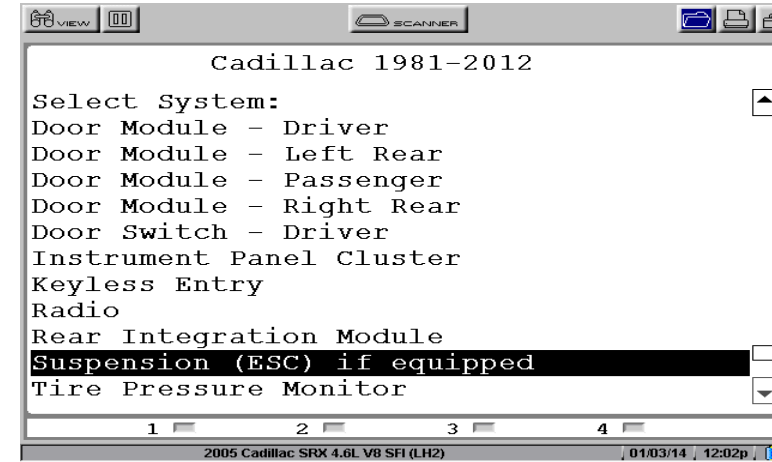 VIEW SCANNER
Cadillac 1981-2012
Select System:
Door Module - Driver
Door Module - Left Rear
Door Module - Passenger
Door Module - Right Rear
Door Switch - Driver
Instrument Panel Cluster
Keyless Entry
Radio
Rear Integration Module
Suspension (ESC) if equipped
Tire Pressure Monitor
1 2 3 4
2005 Cadillac SRX 4.6L V8 SFI (LH2) 01/03/14 12:02p